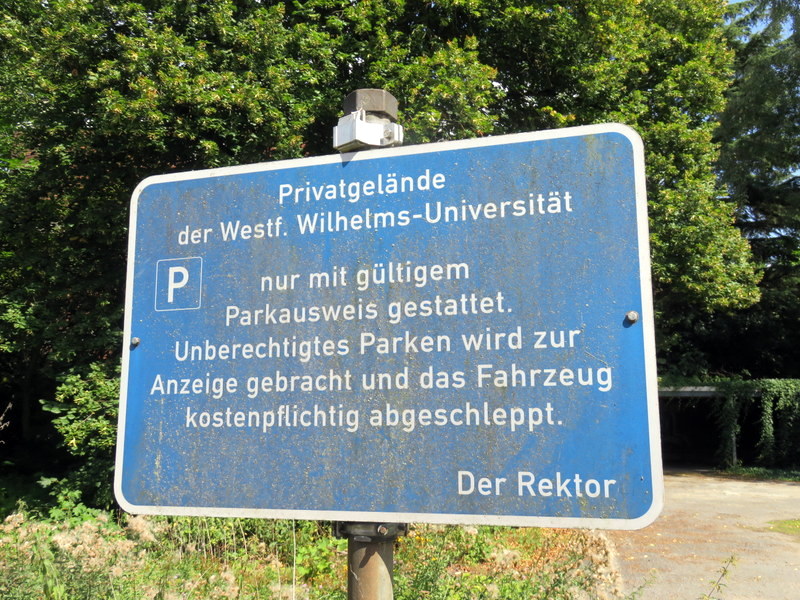 Privatgelände
der Westf. Wilhelms-Universität
P nur mit gültigem
Parkausweis gestattet.
Unberechtigtes Parken wird zur
Anzeige gebracht und das Fahrzeug
kostenpflichtig abgeschleppt.
Der Rektor